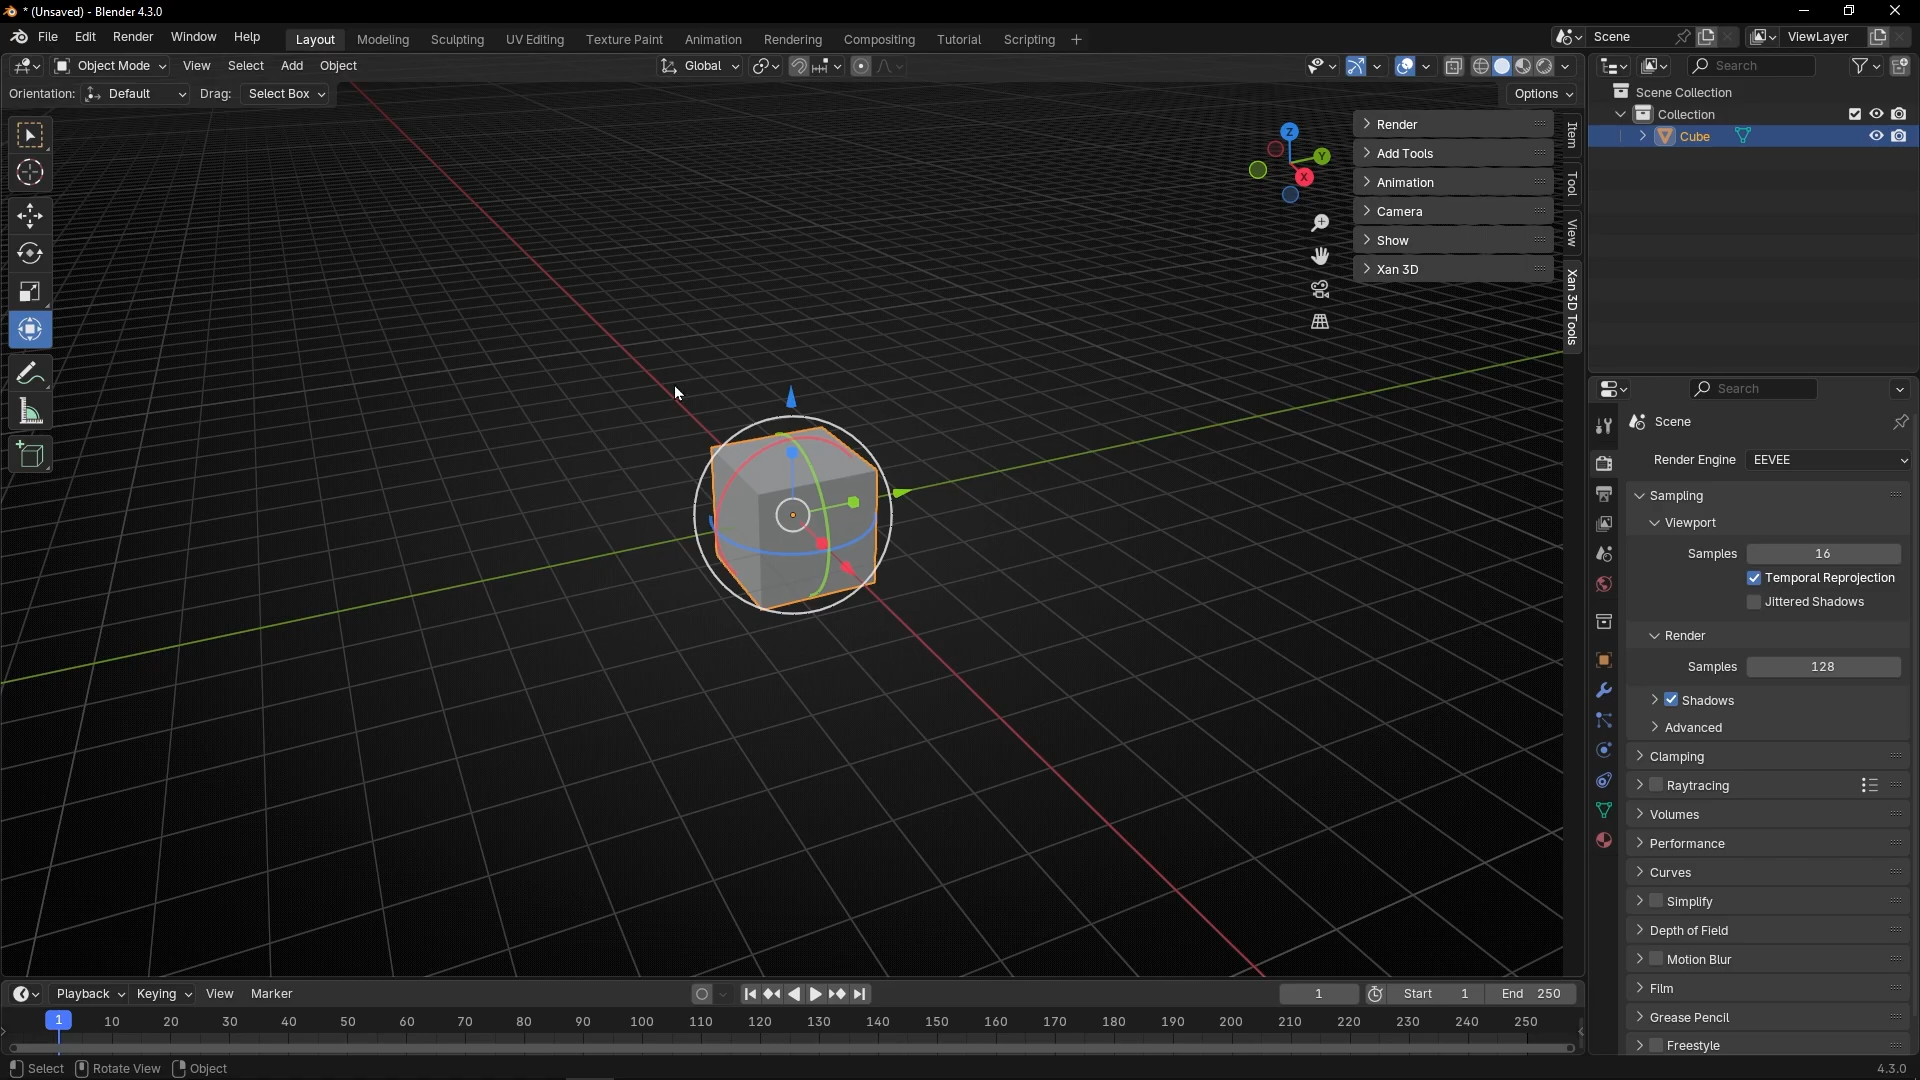 * (Unsaved) - Blender 4.3.0
File Edit Render Window Help Layout Modeling Sculpting UV Editing Texture Paint Animation Rendering Compositing Tutorial Scripting + Scene ViewLayer
Object Mode View Select Add Object Global Search
Orientation: Default Drag: Select Box Options
Scene Collection
Collection
Cube
Z
Y
X
Render
Add Tools
Animation
Camera
Show
Xan 3D
Item
Tool
View
Xan 3D Tools
Search
Scene
Render Engine EEVEE
Sampling
Viewport
Samples 16
Temporal Reprojection
Jittered Shadows
Render
Samples 128
Shadows
Advanced
Clamping
Raytracing
Volumes
Performance
Curves
Simplify
Depth of Field
Motion Blur
Film
Grease Pencil
Freestyle
Playback Keying View Marker 1 Start 1 End 250
1 10 20 30 40 50 60 70 80 90 100 110 120 130 140 150 160 170 180 190 200 210 220 230 240 250
Select Rotate View Object 4.3.0